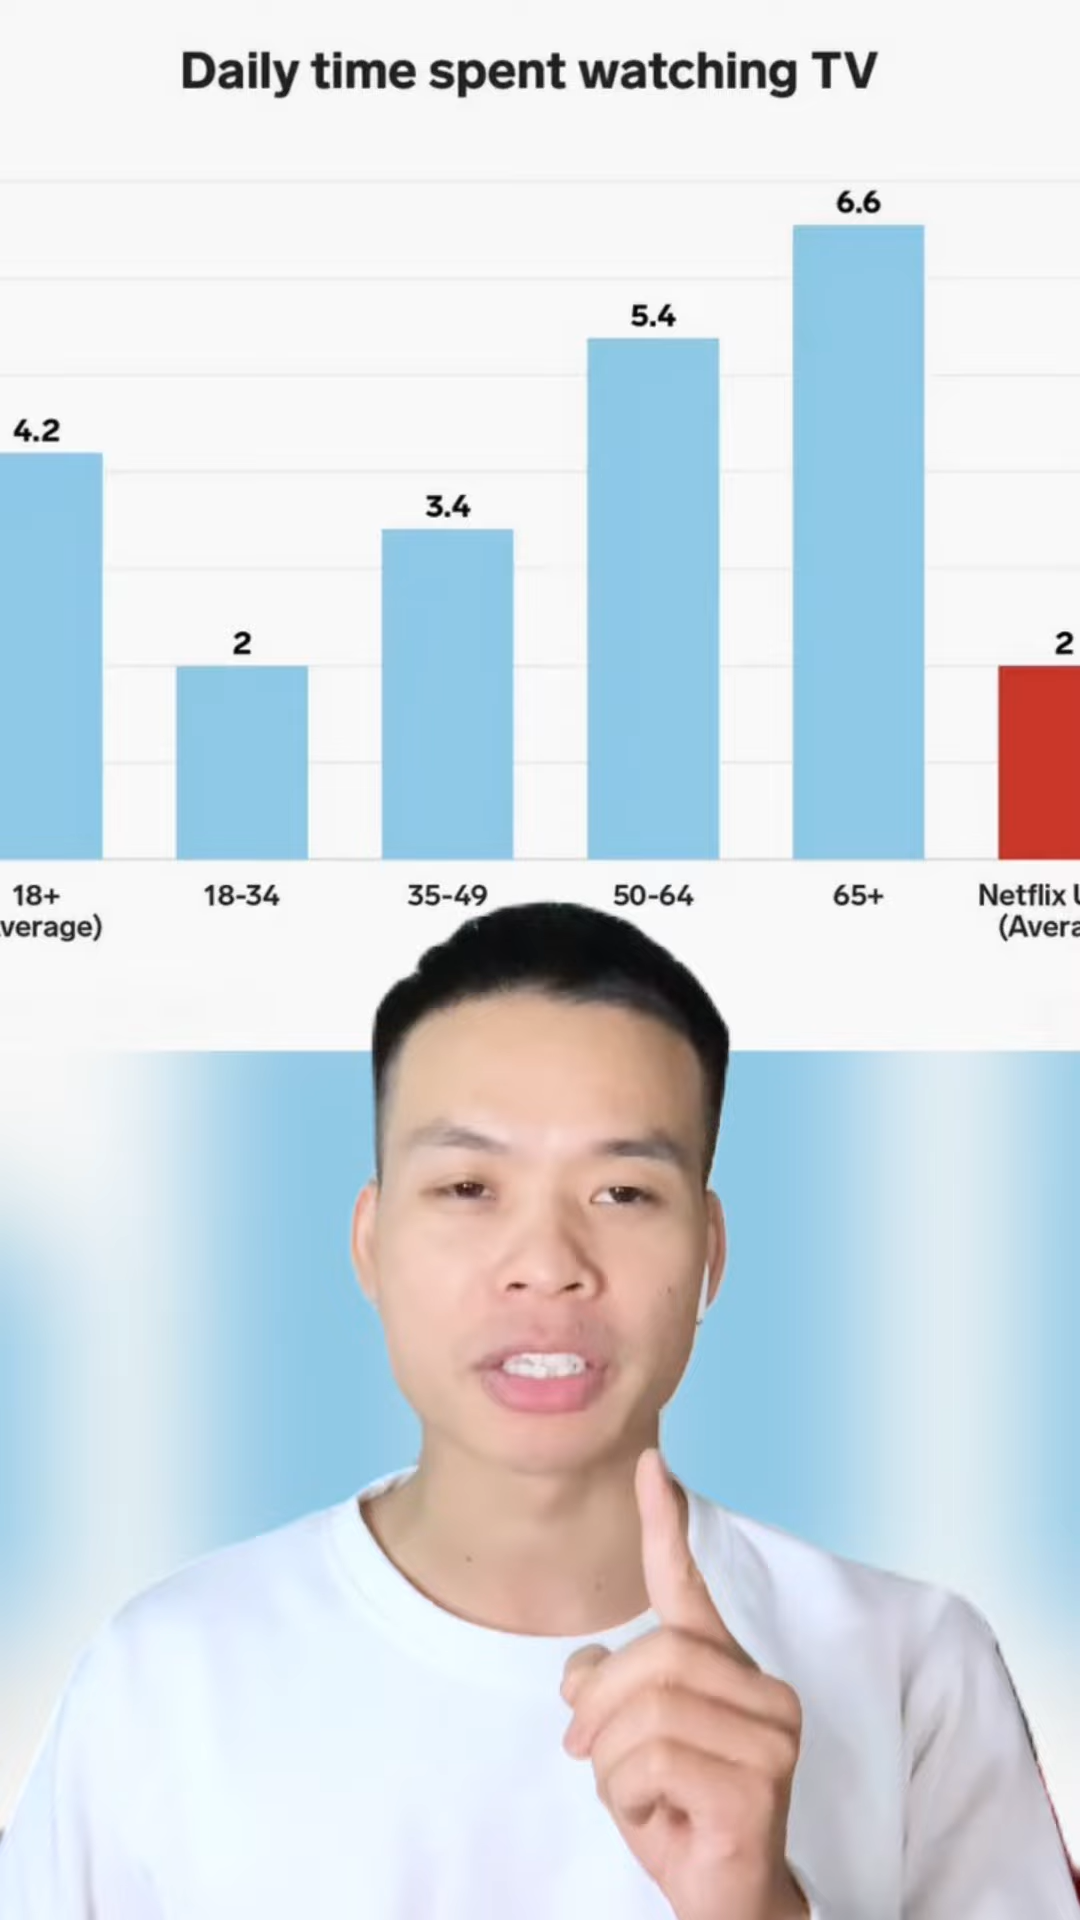 Daily time spent watching TV
6.6
5.4
4.2
3.4
2
2
18+
verage)
18-34
35-49
50-64
65+
Netflix U
(Avera